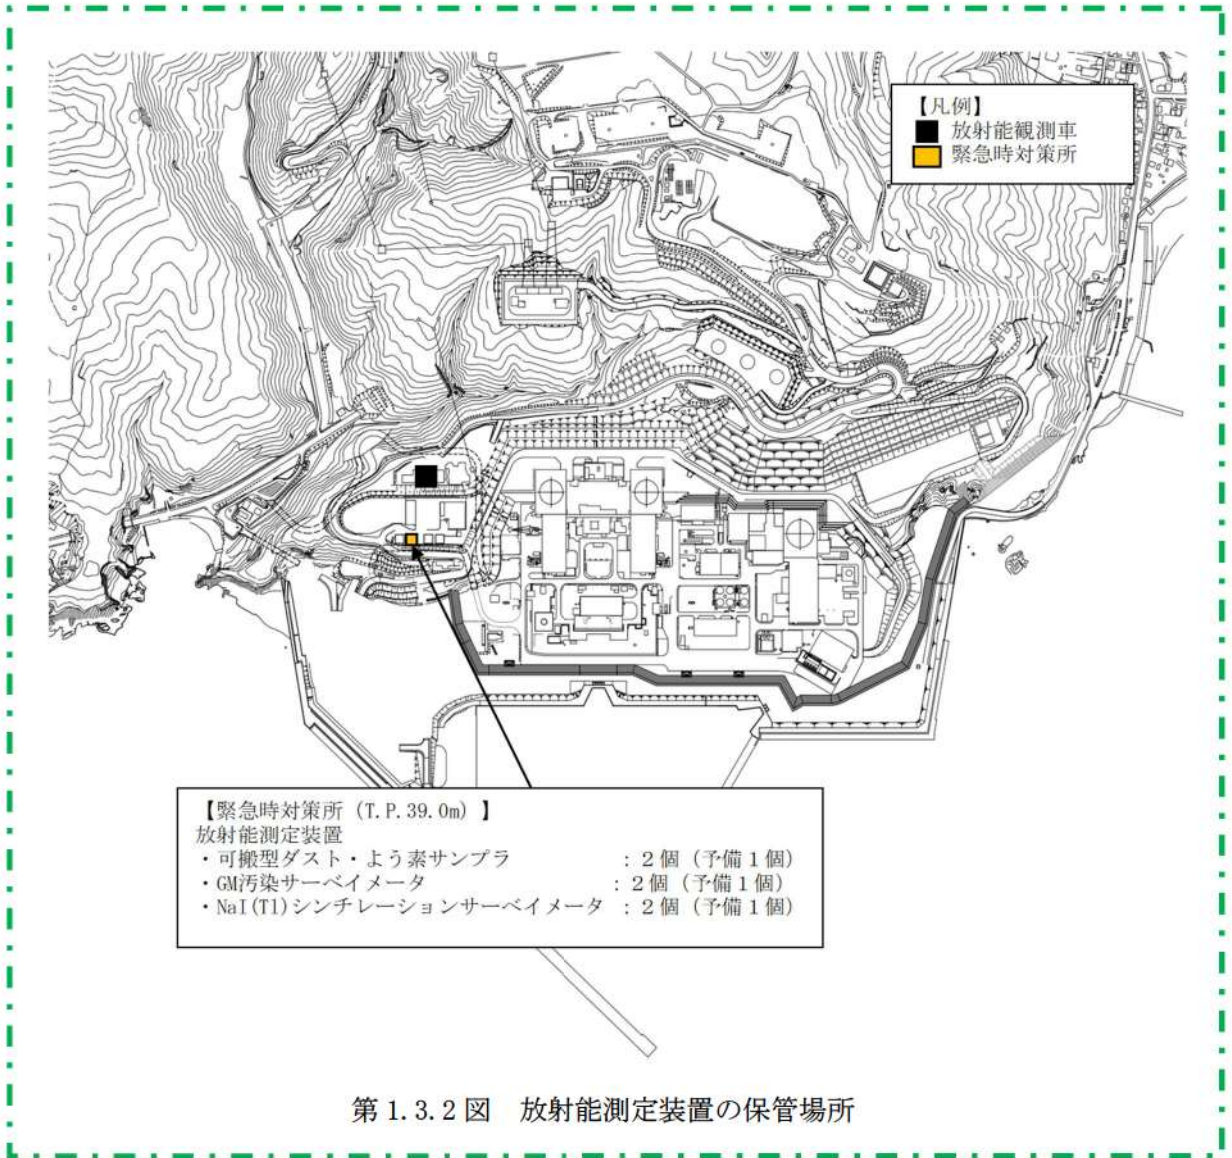 【凡例】
放射能観測車
緊急時対策所
【緊急時対策所 (T.P.39.0m) 】
放射能測定装置
・可搬型ダスト・よう素サンプラ : 2個 (予備1個)
・GM汚染サーベイメータ : 2個 (予備1個)
・NaI(Tl)シンチレーションサーベイメータ : 2個 (予備1個)
第 1.3.2 図 放射能測定装置の保管場所